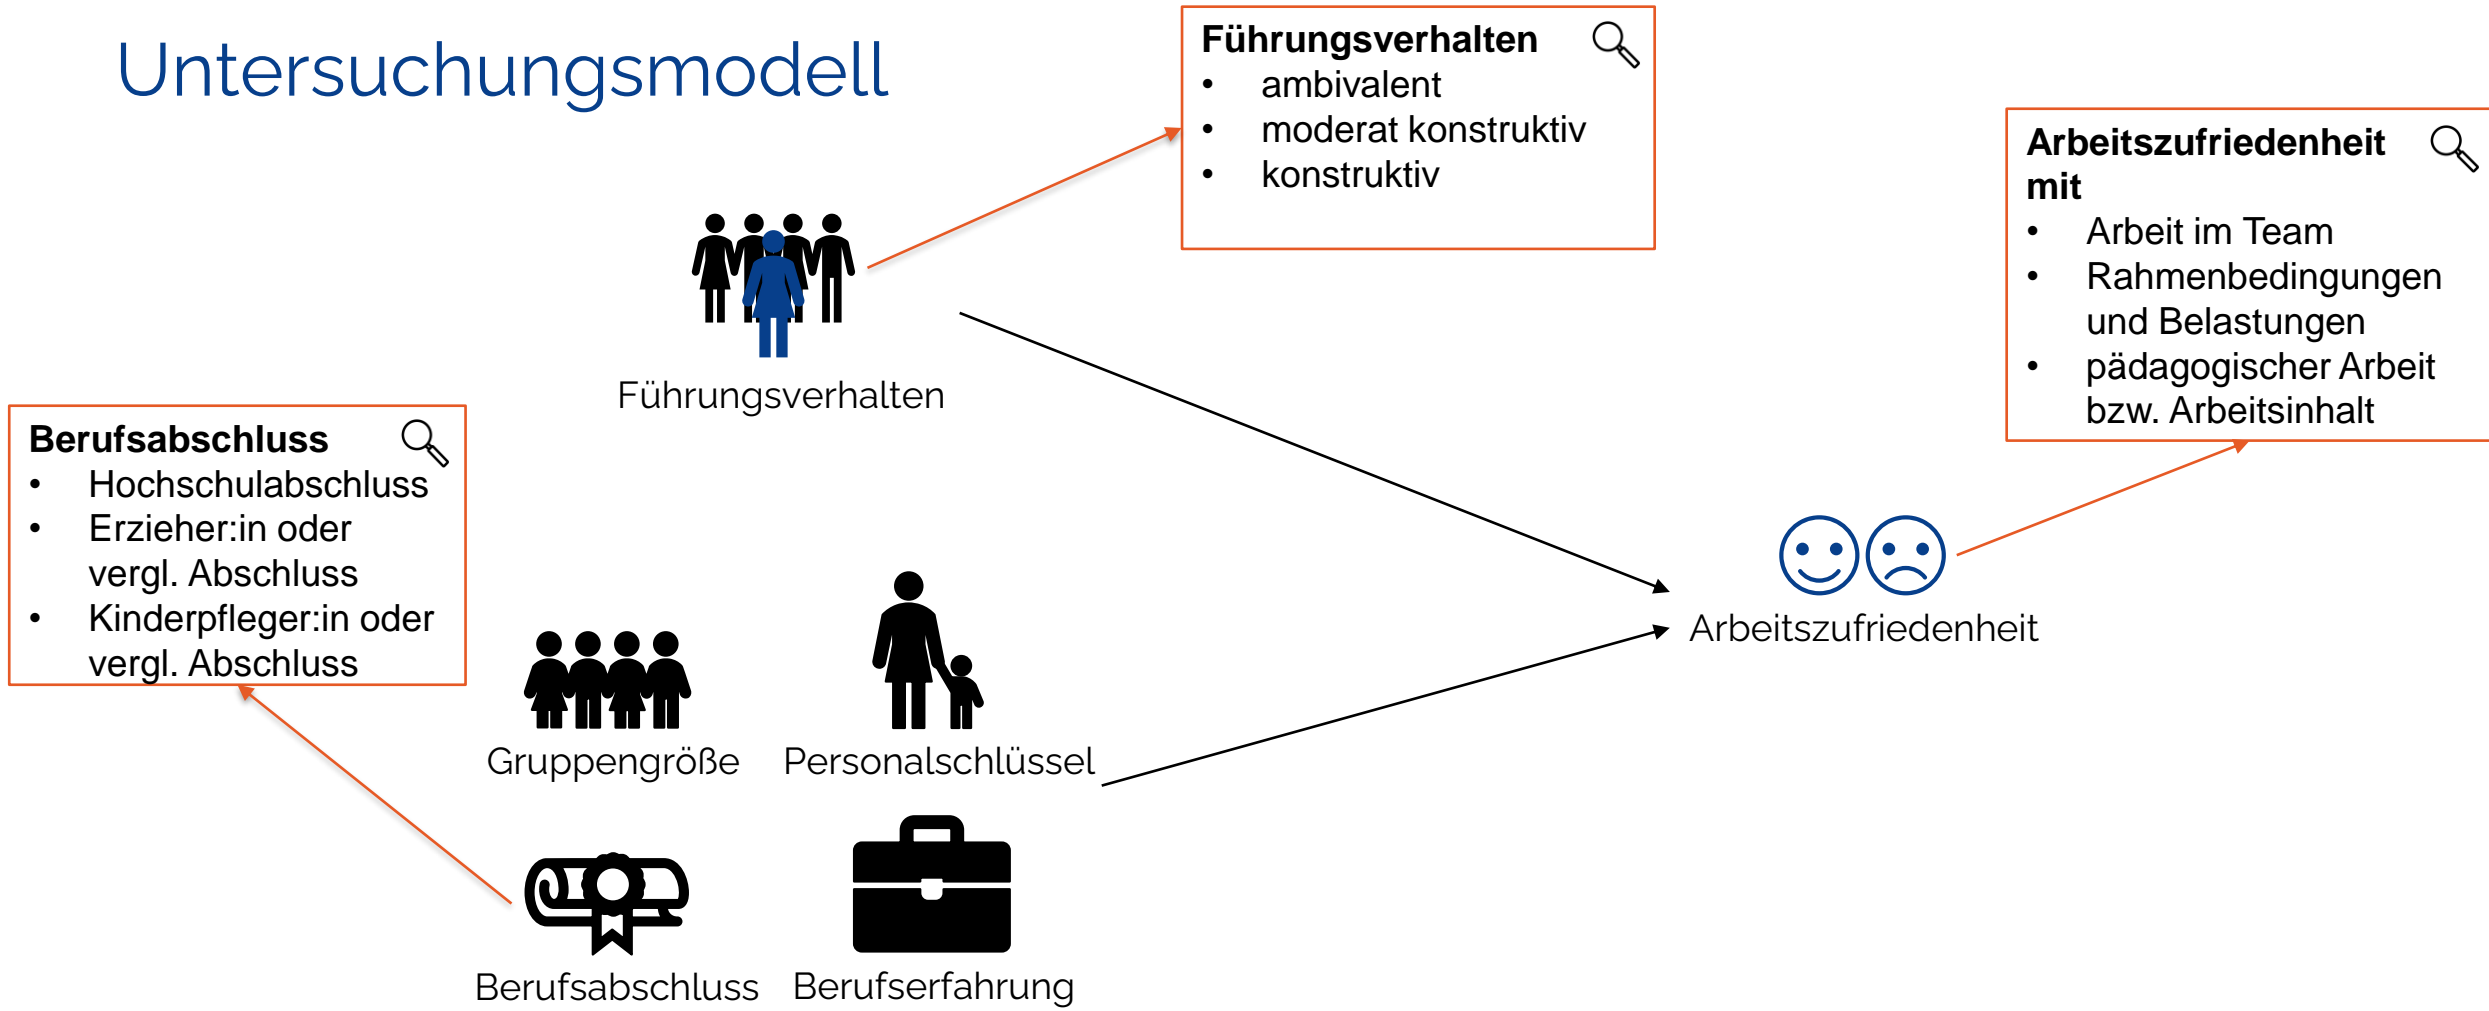 Untersuchungsmodell
Führungsverhalten
• ambivalent
• moderat konstruktiv
• konstruktiv
Arbeitszufriedenheit
mit
• Arbeit im Team
• Rahmenbedingungen
und Belastungen
• pädagogischer Arbeit
bzw. Arbeitsinhalt
Führungsverhalten
Berufsabschluss
• Hochschulabschluss
• Erzieher:in oder
vergl. Abschluss
• Kinderpfleger:in oder
vergl. Abschluss
Arbeitszufriedenheit
Gruppengröße
Personalschlüssel
Berufsabschluss
Berufserfahrung